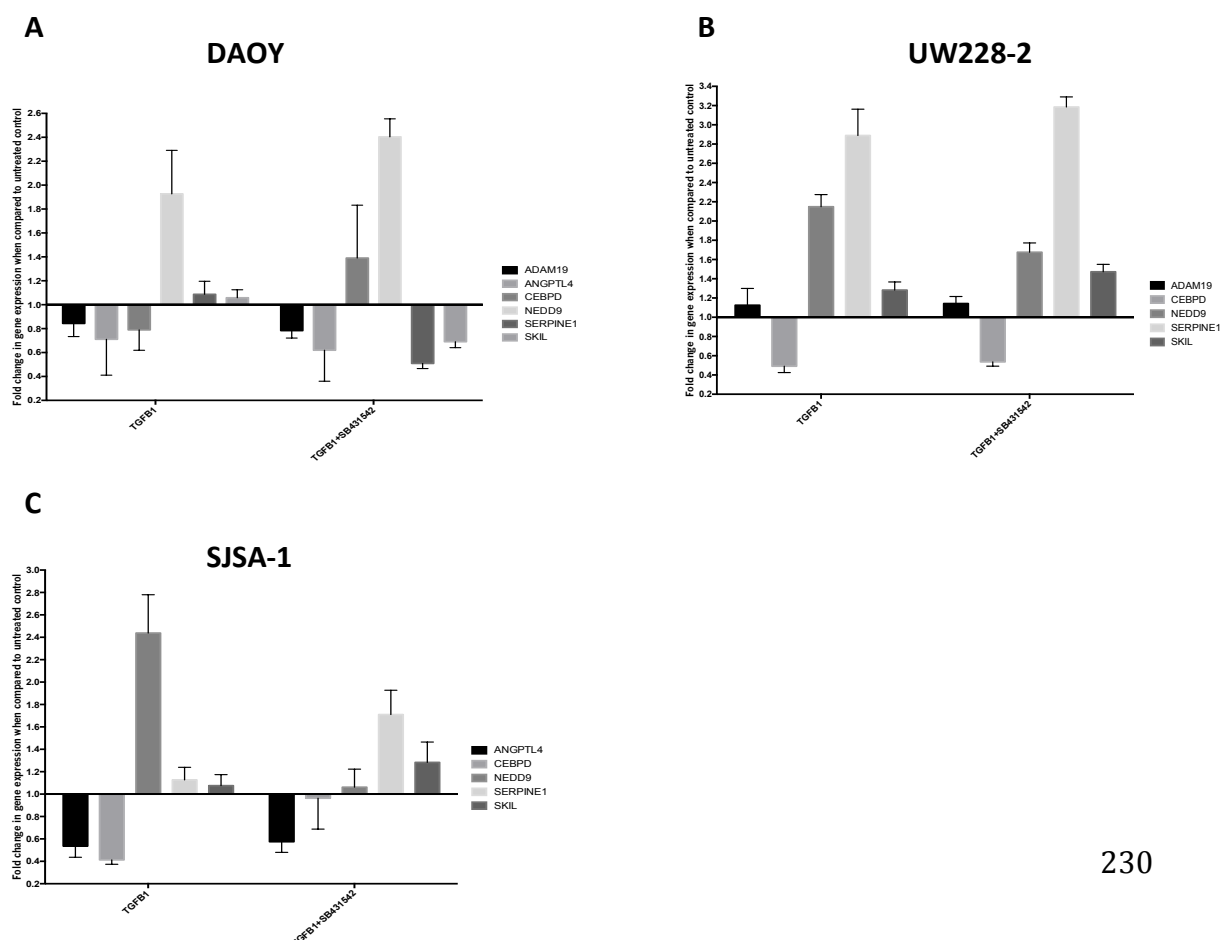 A
DAOY
Fold change in gene expression when compared to untreated control
2.6
2.4
2.2
2.0
1.8
1.6
1.4
1.2
1.0
0.8
0.6
0.4
0.2
TGFB1
TGFB1+SB431542
ADAM19
ANGPTL4
CEBPD
NEDD9
SERPINE1
SKIL
B
UW228-2
Fold change in gene expression when compared to untreated control
3.4
3.2
3.0
2.8
2.6
2.4
2.2
2.0
1.8
1.6
1.4
1.2
1.0
0.8
0.6
0.4
0.2
TGFB1
TGFB1+SB431542
ADAM19
CEBPD
NEDD9
SERPINE1
SKIL
C
SJSA-1
Fold change in gene expression when compared to untreated control
3.0
2.8
2.6
2.4
2.2
2.0
1.8
1.6
1.4
1.2
1.0
0.8
0.6
0.4
0.2
TGFB1
GFB1+SB431542
ANGPTL4
CEBPD
NEDD9
SERPINE1
SKIL
230